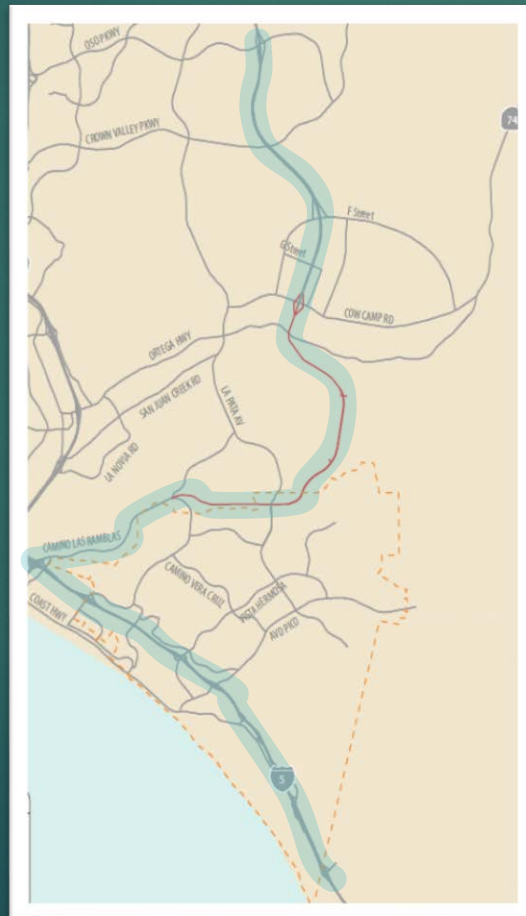 OSO PKWY
CROWN VALLEY PKWY
74
F Street
G Street
COW CAMP RD
ORTEGA HWY
SAN JUAN CREEK RD
LA PATA AV
LA NOVIA RD
CAMINO LAS RAMBLAS
CAMINO VERA CRUZ
COAST HWY
VISTA HERMOSA
AVD PICO
5